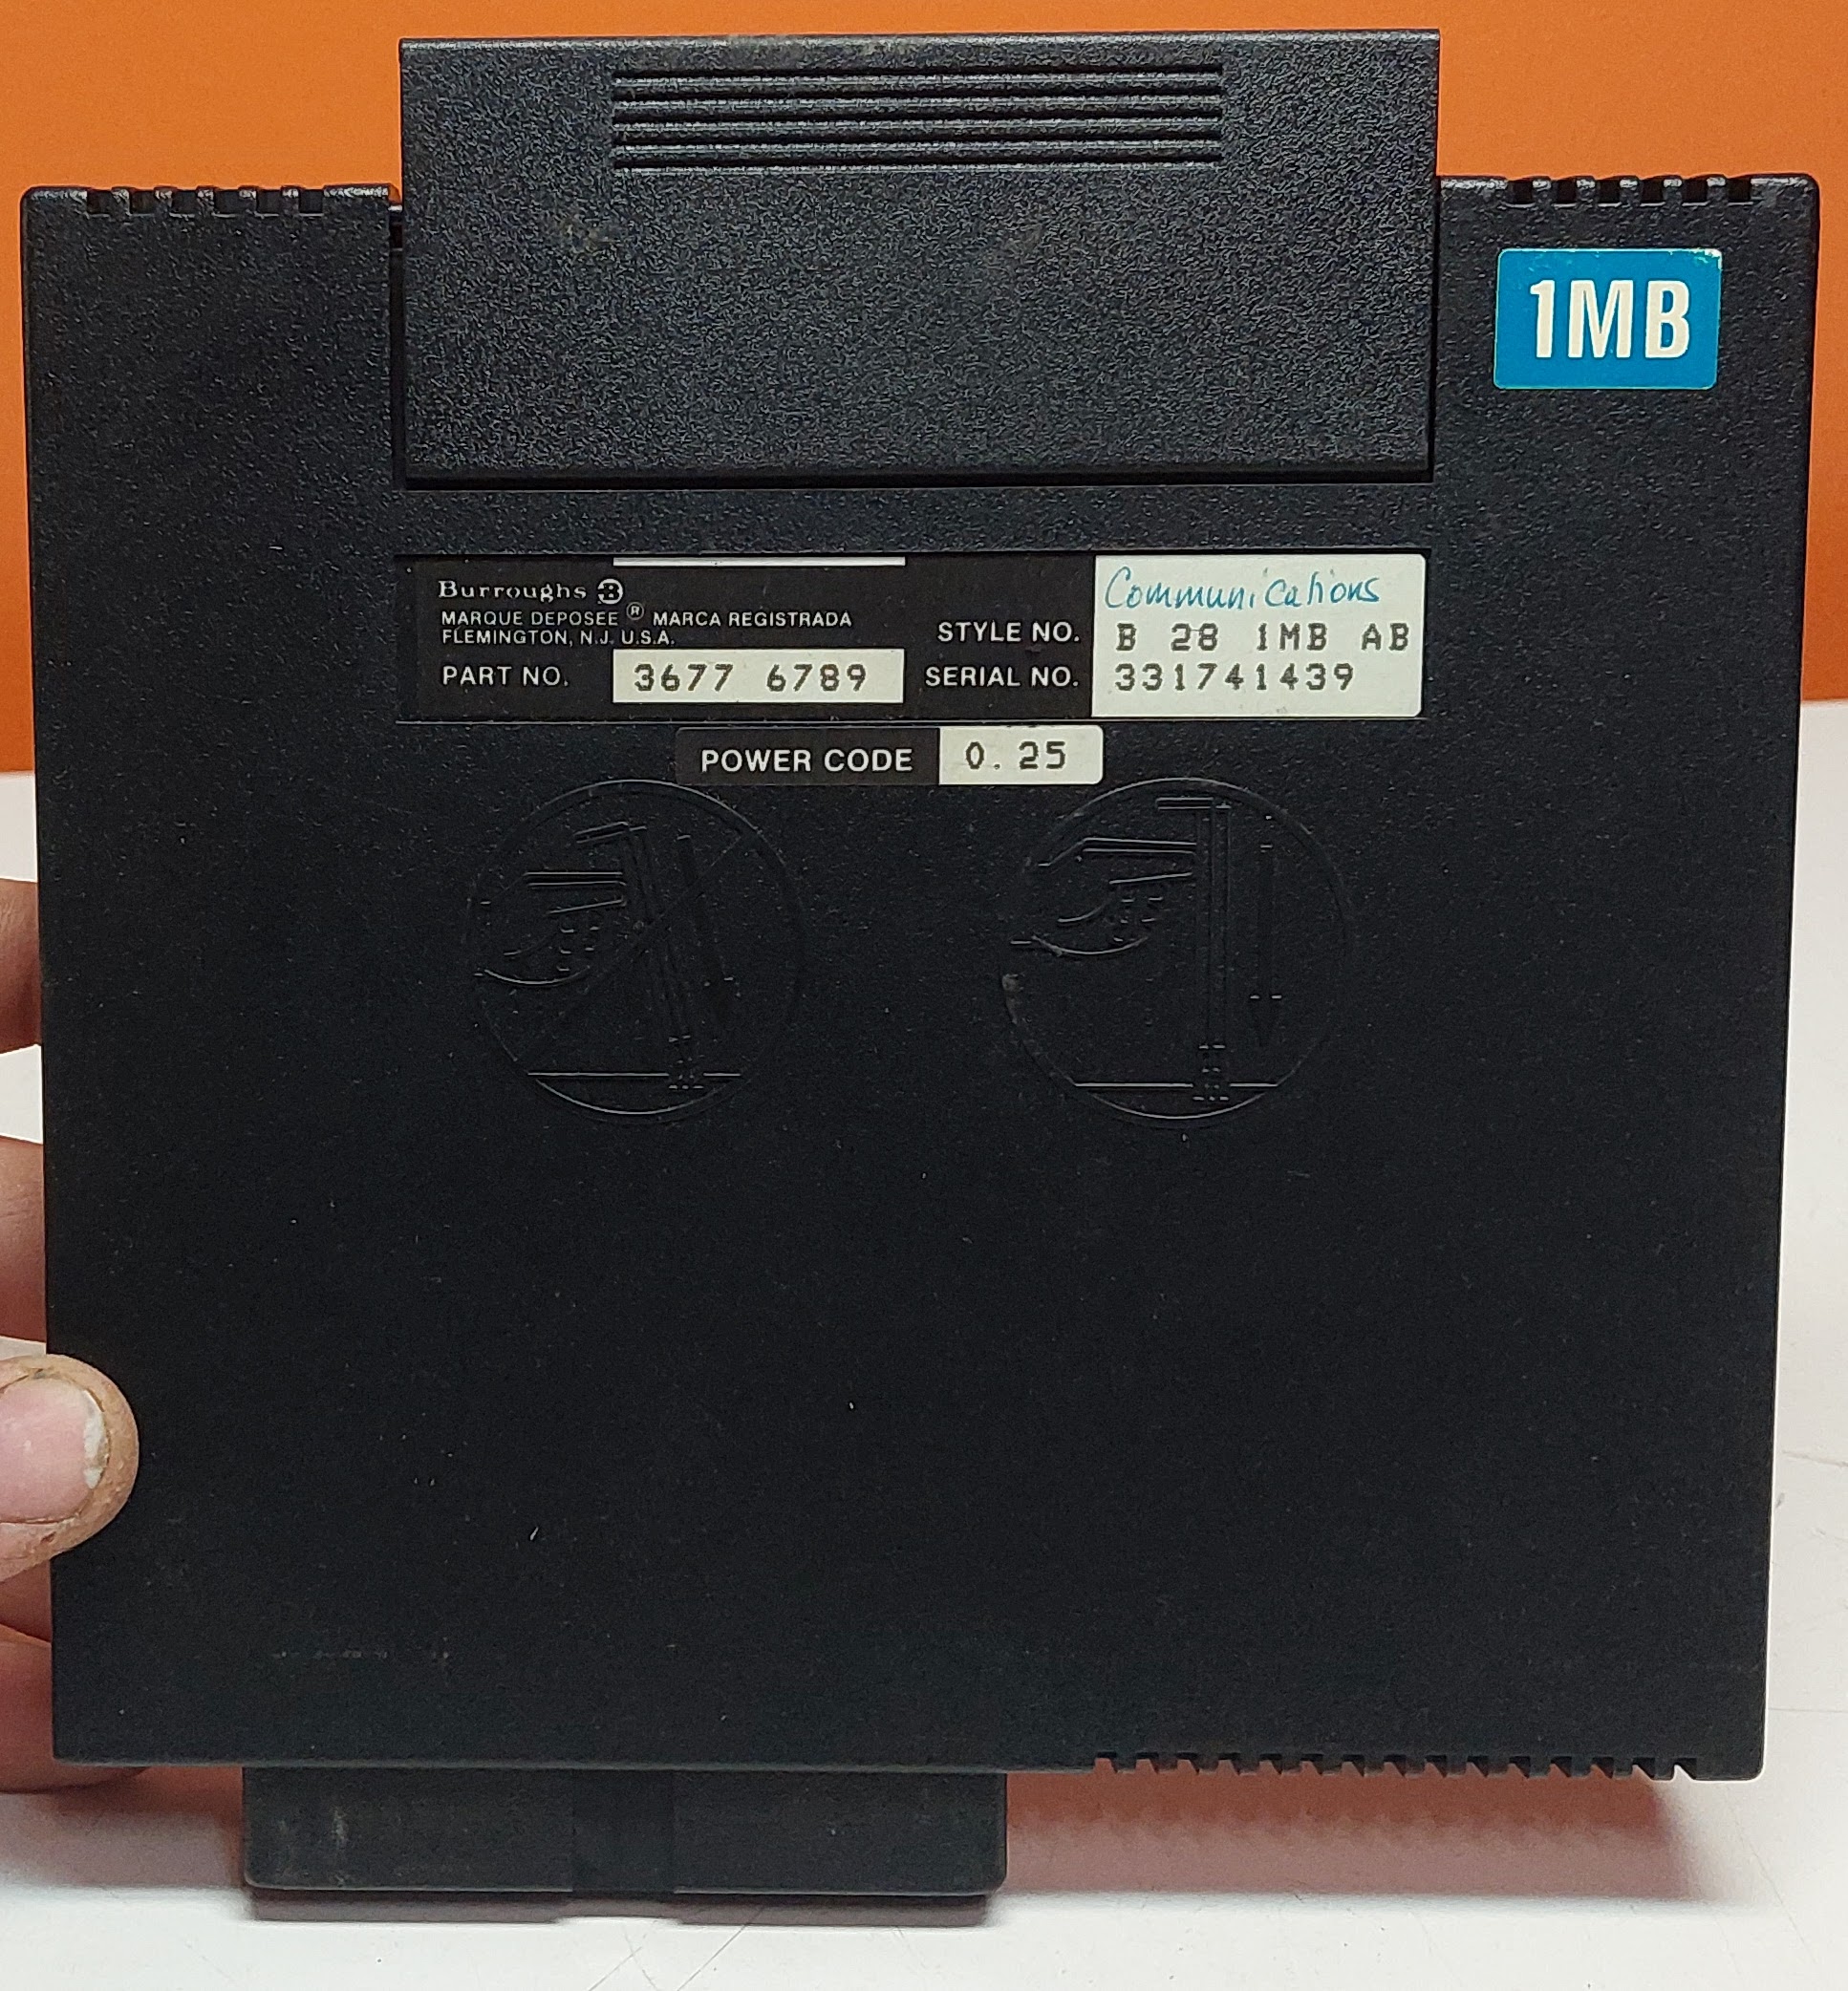 1MB
Burroughs B
MARQUE DEPOSEE ® MARCA REGISTRADA
FLEMINGTON, N.J. U.S.A.
PART NO. 3677 6789
Communications
STYLE NO. B 28 1MB AB
SERIAL NO. 331741439
POWER CODE 0.25